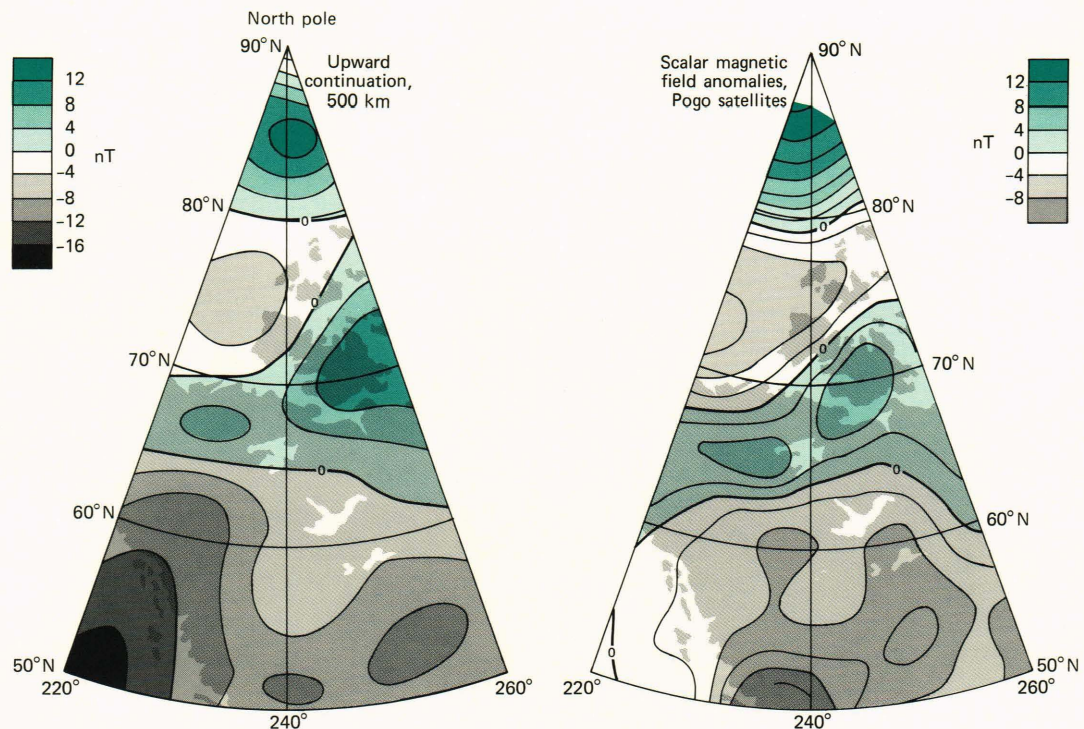 North pole
90°N
Upward
continuation,
500 km
12
8
4
0
nT
-4
-8
-12
-16
80°N
0
0
70°N
0
60°N
50°N
220°
240°
260°
90°N
Scalar magnetic
field anomalies,
Pogo satellites
12
8
4
nT
0
-4
-8
80°N
0
0
70°N
0
60°N
0
50°N
220°
240°
260°